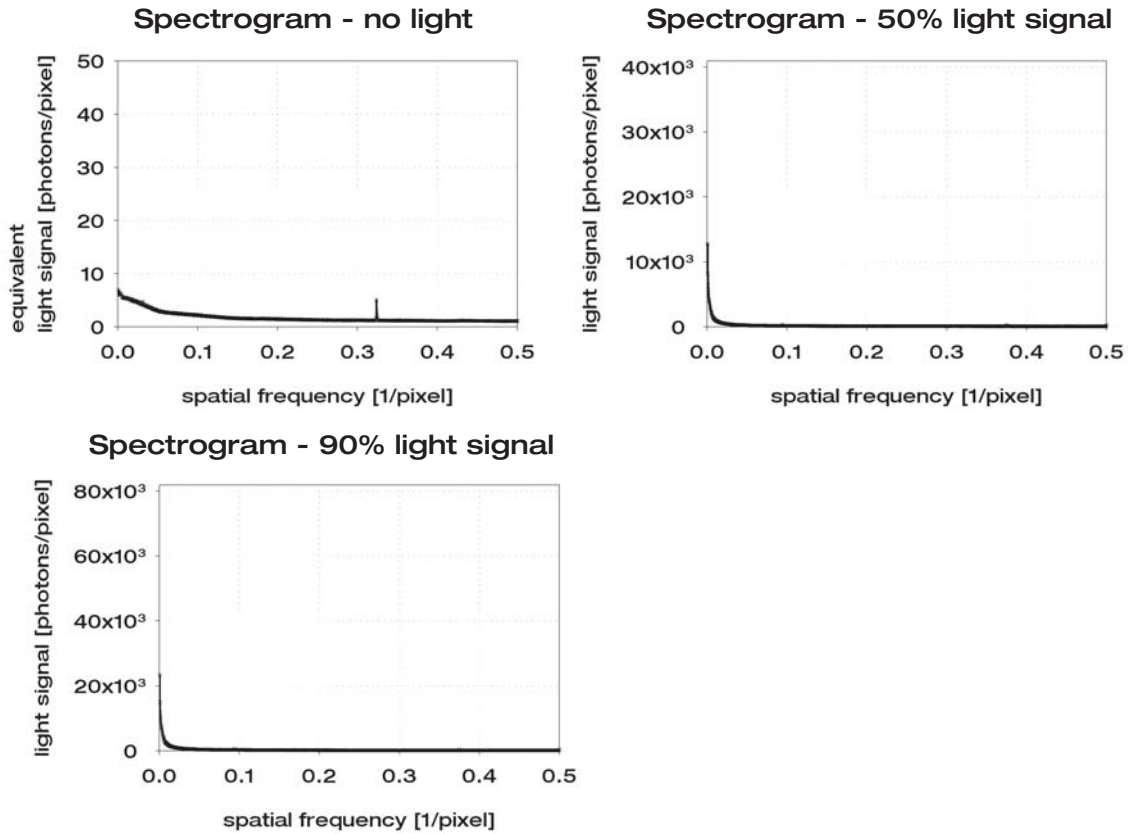 Spectrogram - no light
50
40
30
20
10
0
0.0 0.1 0.2 0.3 0.4 0.5
equivalent
light signal [photons/pixel]
spatial frequency [1/pixel]
Spectrogram - 50% light signal
40x10³
30x10³
20x10³
10x10³
0
0.0 0.1 0.2 0.3 0.4 0.5
light signal [photons/pixel]
spatial frequency [1/pixel]
Spectrogram - 90% light signal
80x10³
60x10³
40x10³
20x10³
0
0.0 0.1 0.2 0.3 0.4 0.5
light signal [photons/pixel]
spatial frequency [1/pixel]